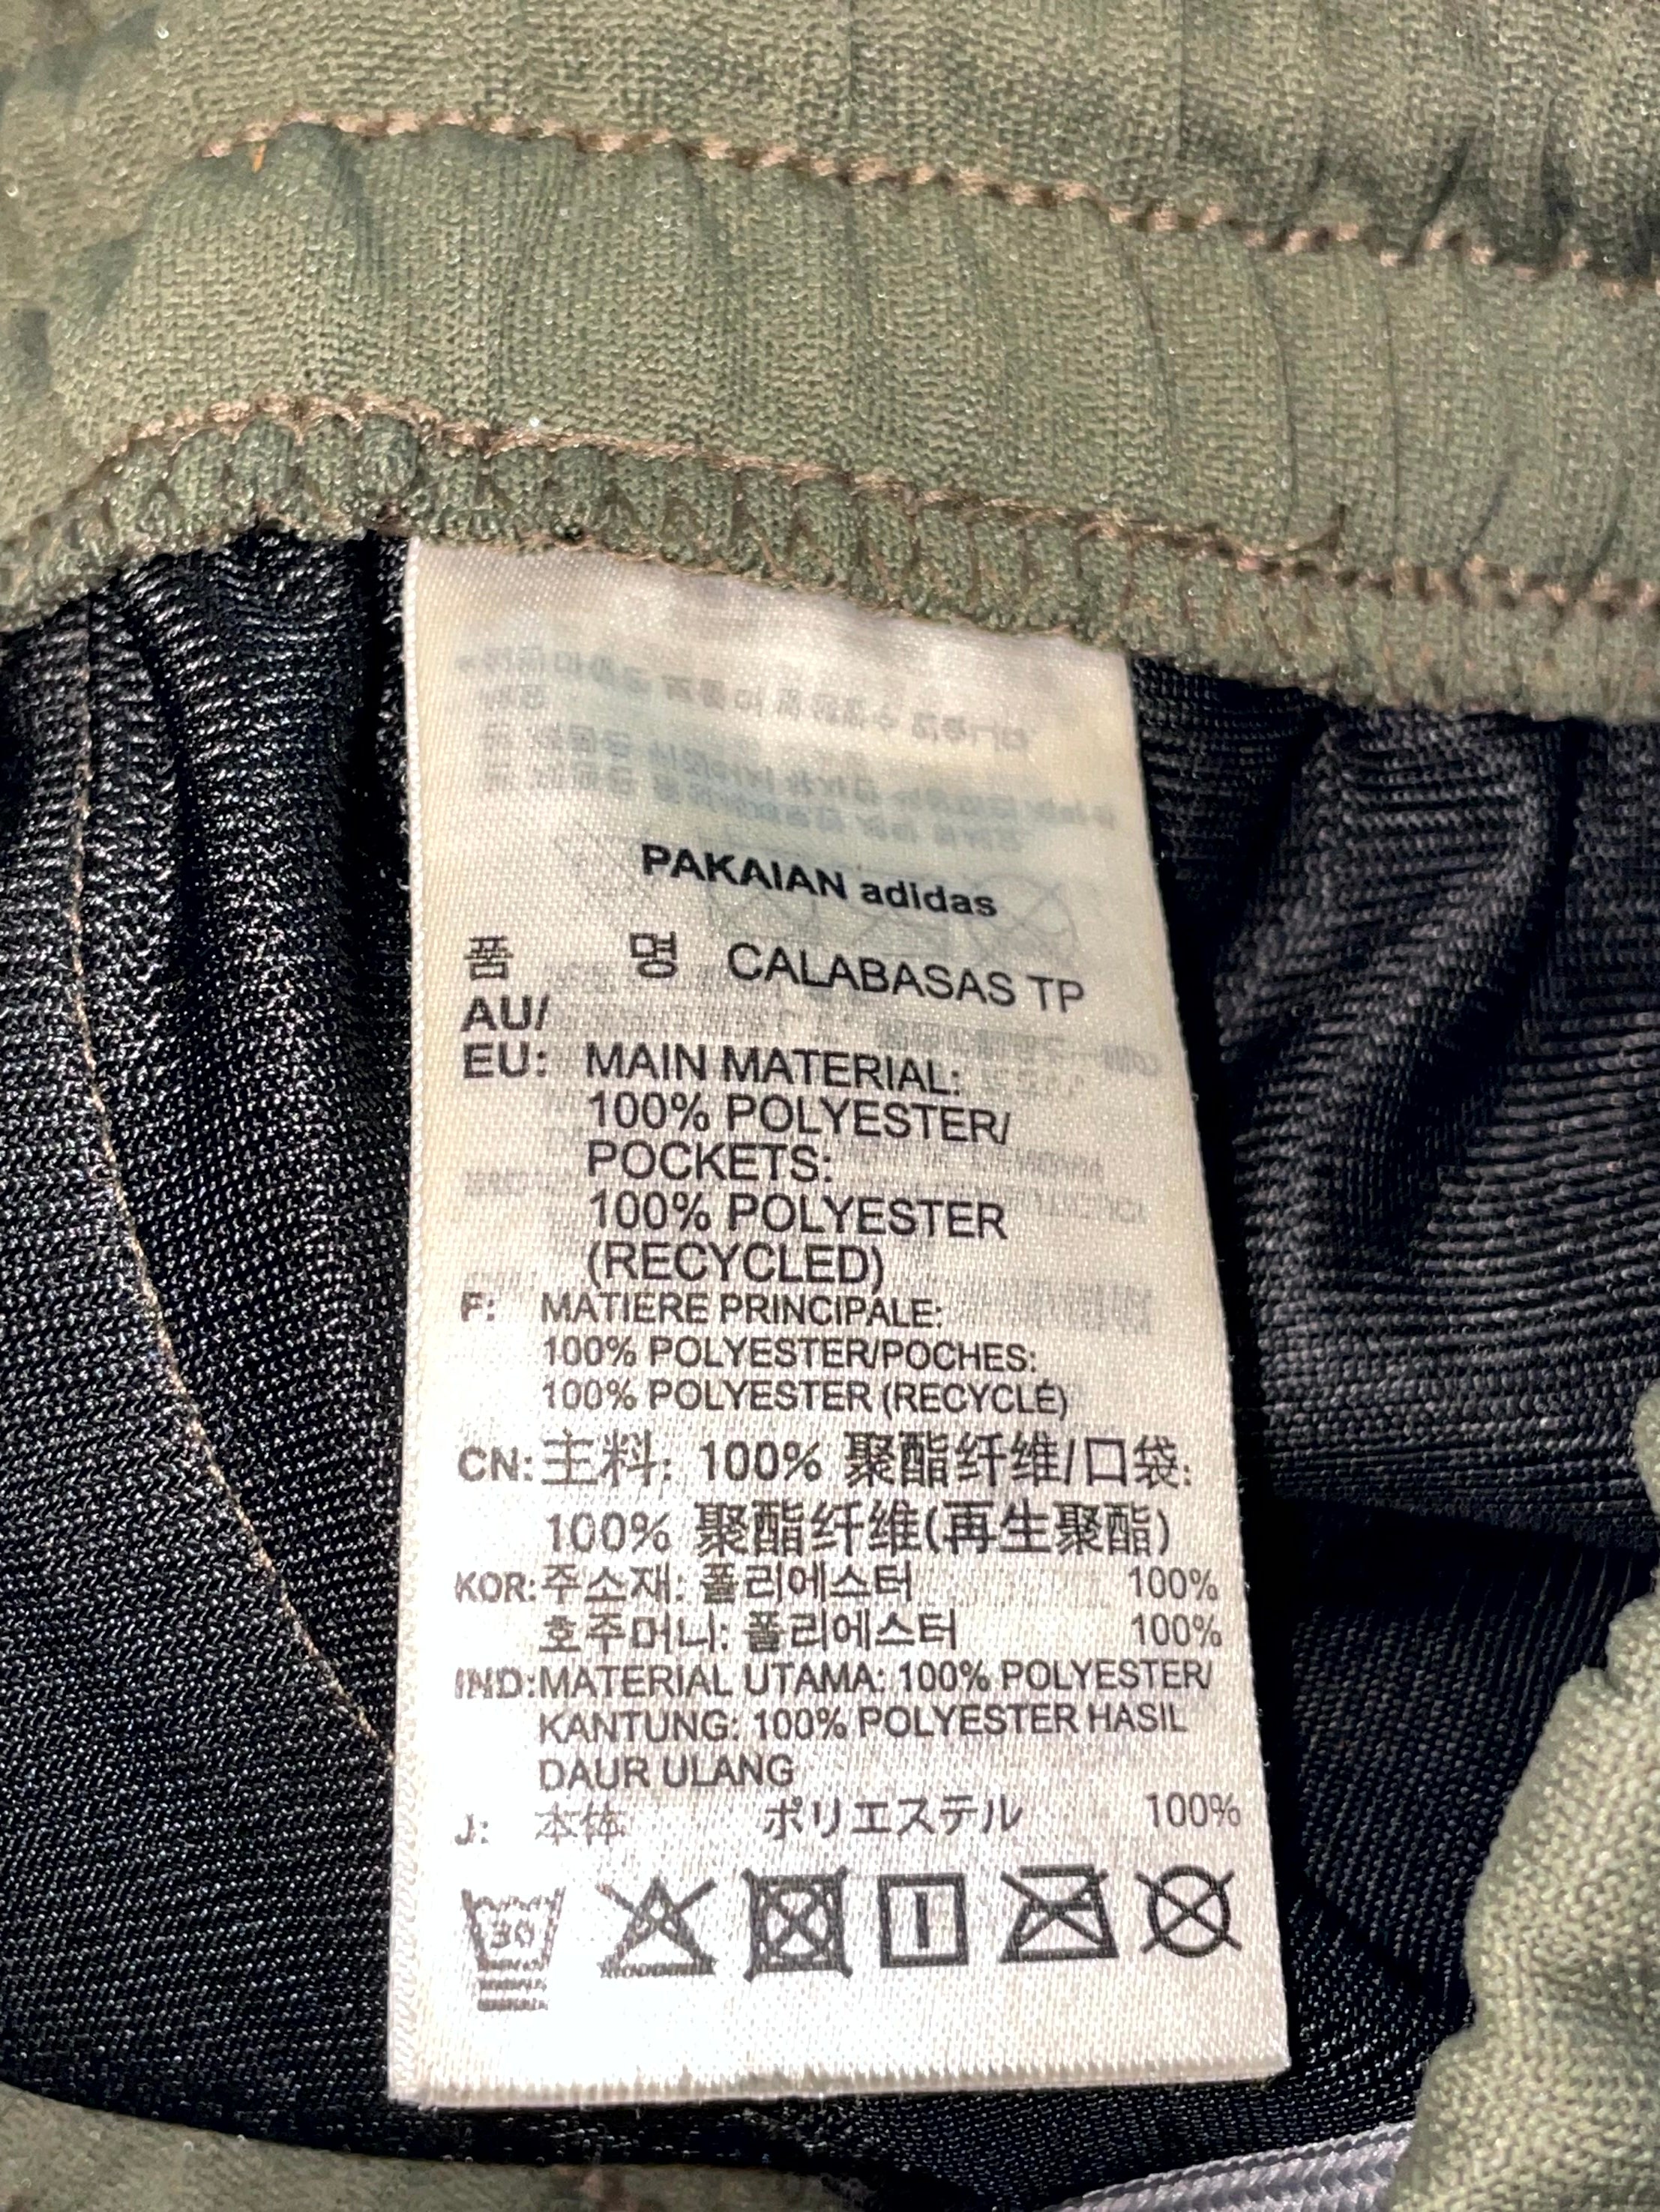 PAKAIAN adidas
품 명 CALABASAS TP
AU/
EU: MAIN MATERIAL:
100% POLYESTER/
POCKETS:
100% POLYESTER
(RECYCLED)
F: MATIERE PRINCIPALE:
100% POLYESTER/POCHES:
100% POLYESTER (RECYCLÉ)
CN: 主料: 100% 聚酯纤维/口袋:
100% 聚酯纤维(再生聚酯)
KOR: 주소재: 폴리에스터 100%
호주머니: 폴리에스터 100%
IND: MATERIAL UTAMA: 100% POLYESTER/
KANTUNG: 100% POLYESTER HASIL
DAUR ULANG
J: 本体 ポリエステル 100%
30